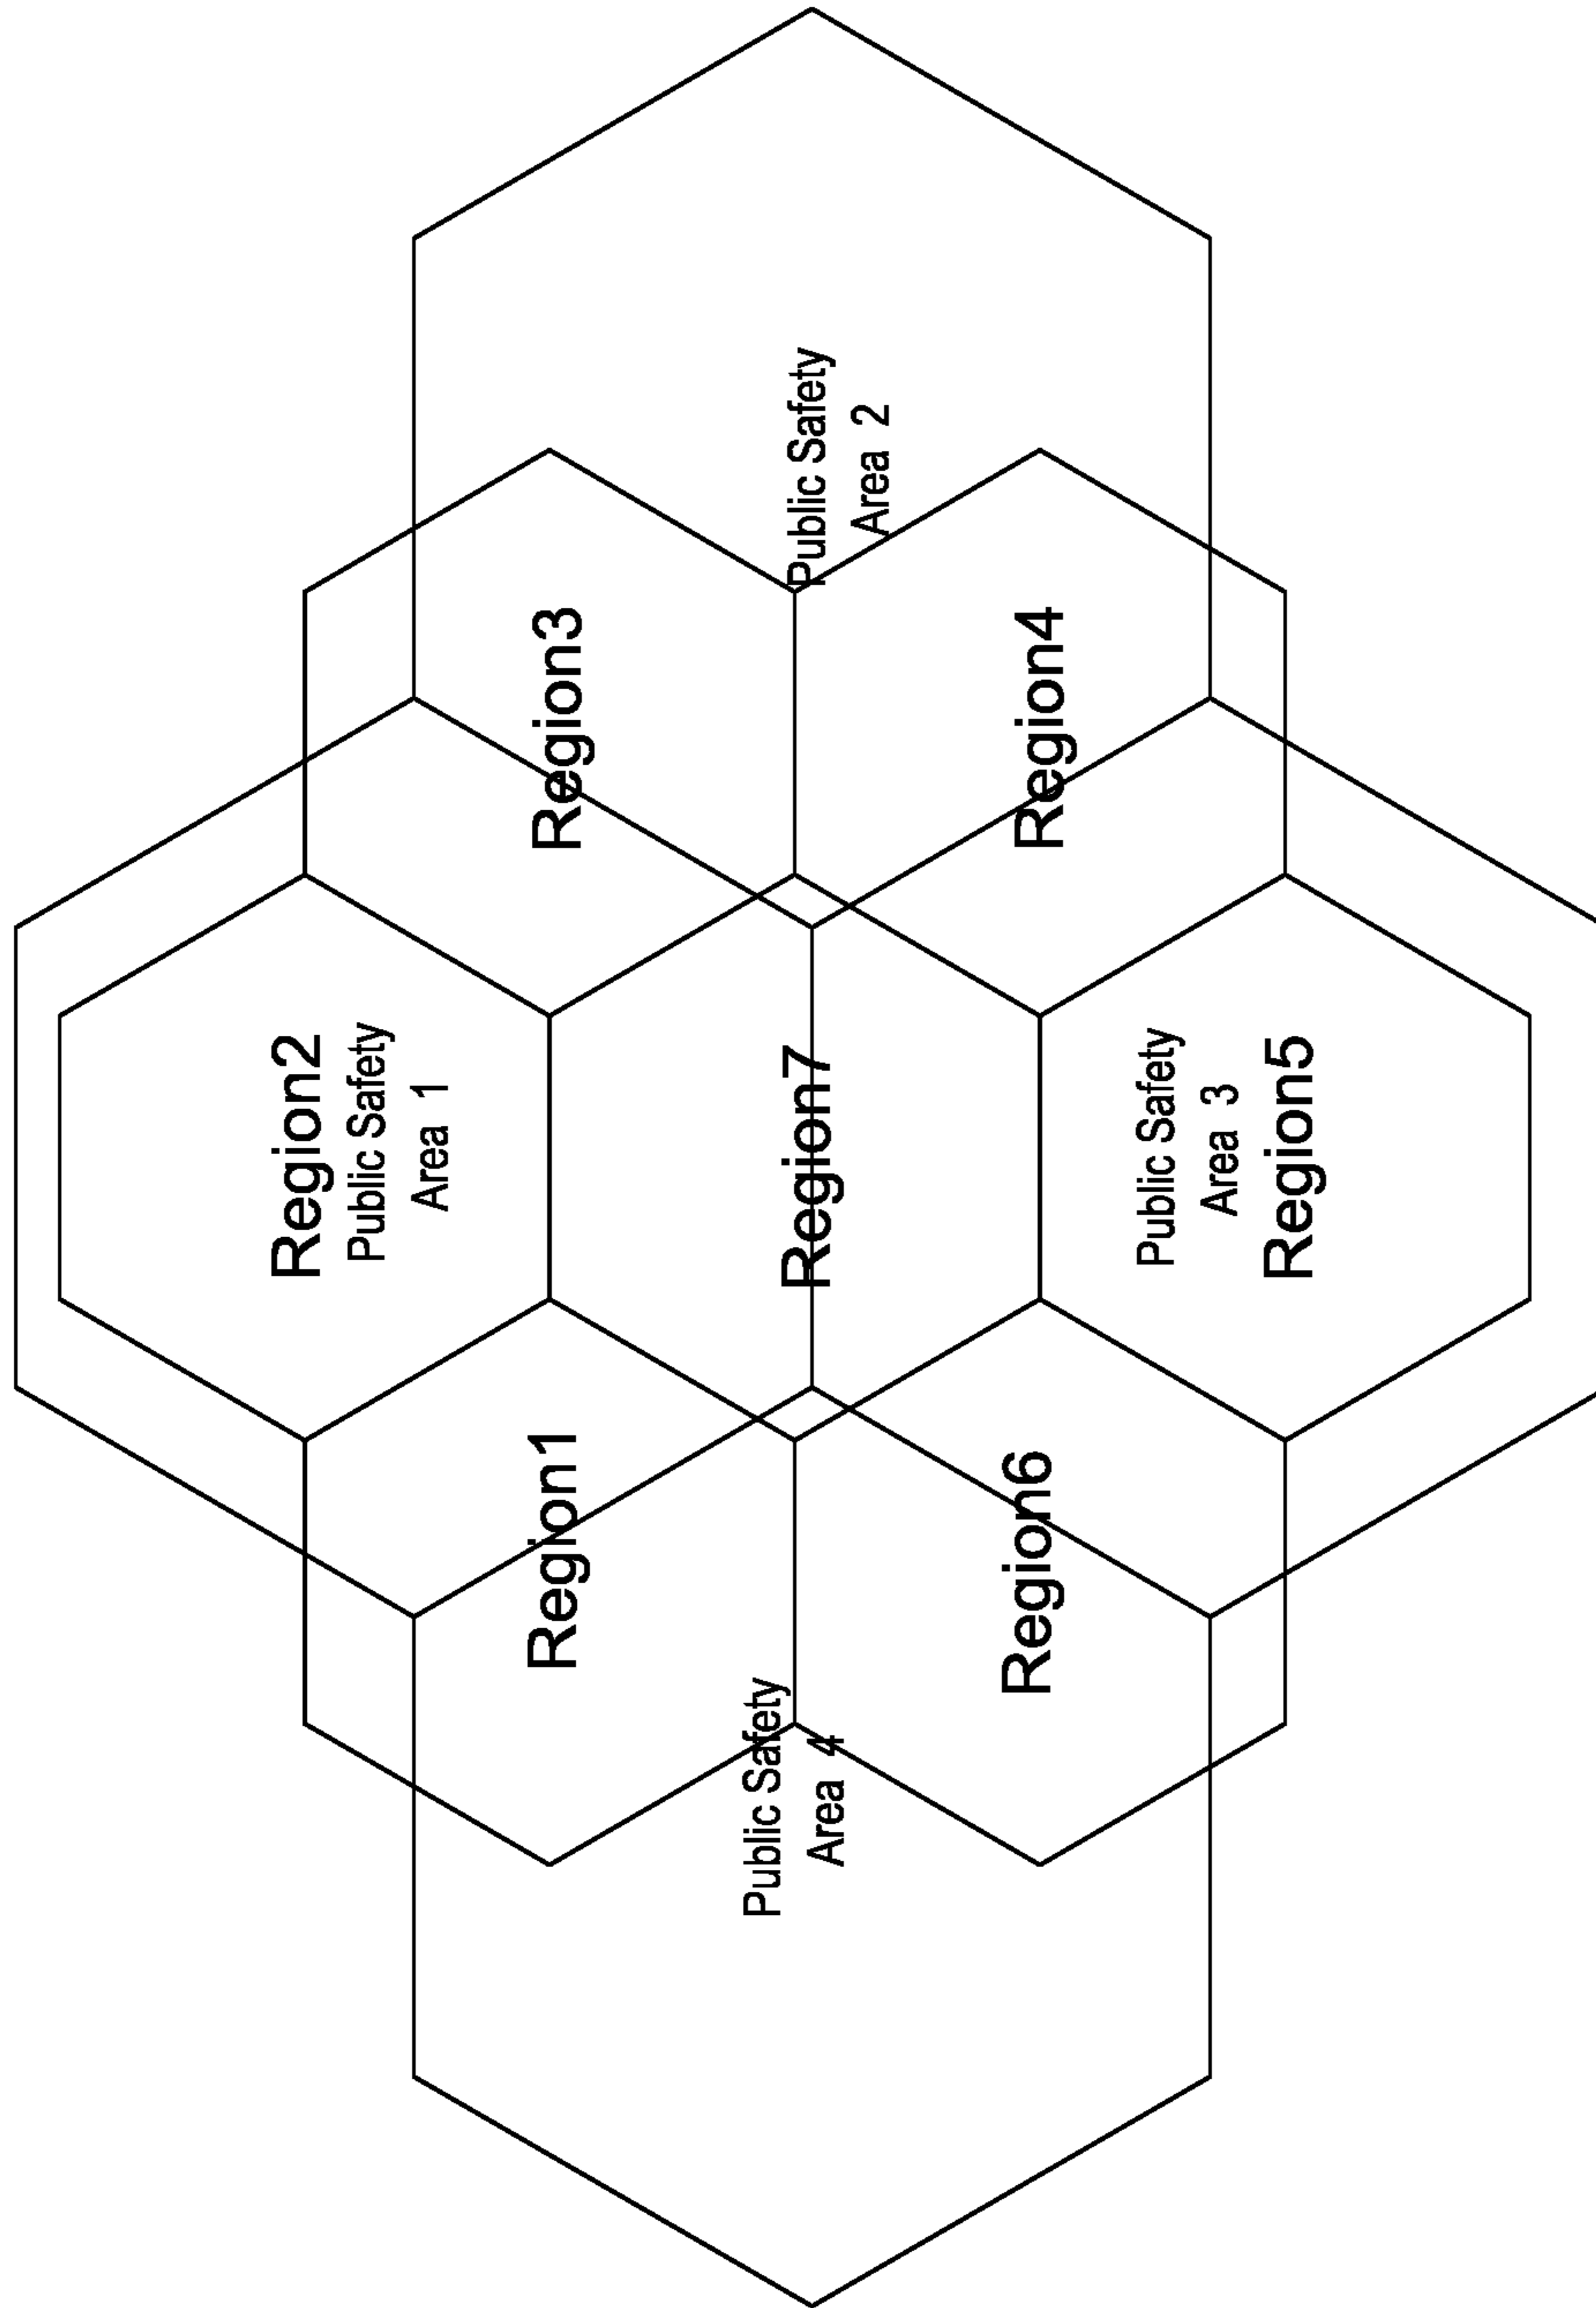 Region2
Public Safety
Area 1
Region1
Region3
Public Safety
Area 4
Region7
Public Safety
Area 2
Region6
Region4
Public Safety
Area 3
Region5